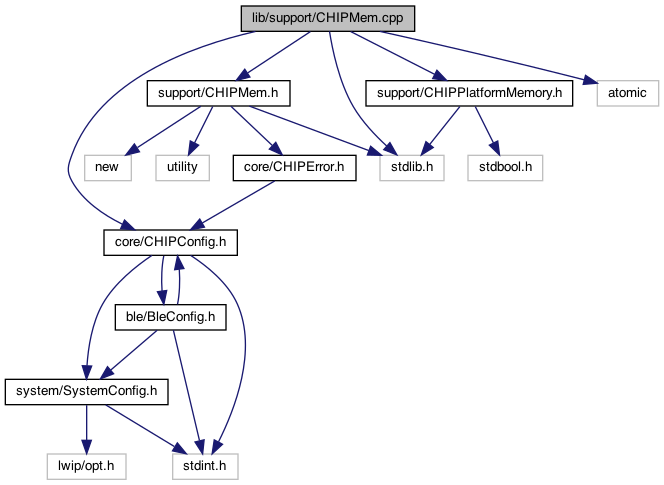 lib/support/CHIPMem.cpp
support/CHIPMem.h
support/CHIPPlatformMemory.h
atomic
new
utility
core/CHIPError.h
stdlib.h
stdbool.h
core/CHIPConfig.h
ble/BleConfig.h
system/SystemConfig.h
lwip/opt.h
stdint.h